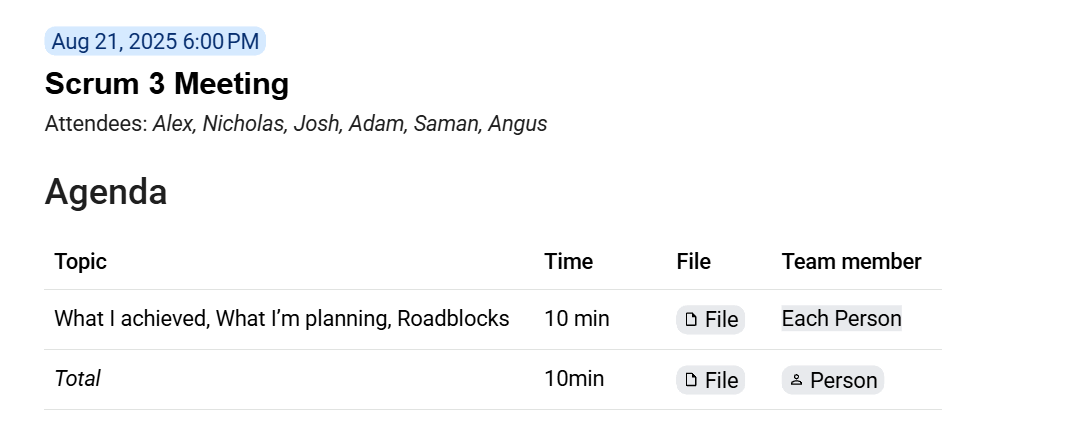 Aug 21, 2025 6:00 PM
Scrum 3 Meeting
Attendees: Alex, Nicholas, Josh, Adam, Saman, Angus
Agenda
Topic Time File Team member
What I achieved, What I’m planning, Roadblocks 10 min File Each Person
Total 10min File Person